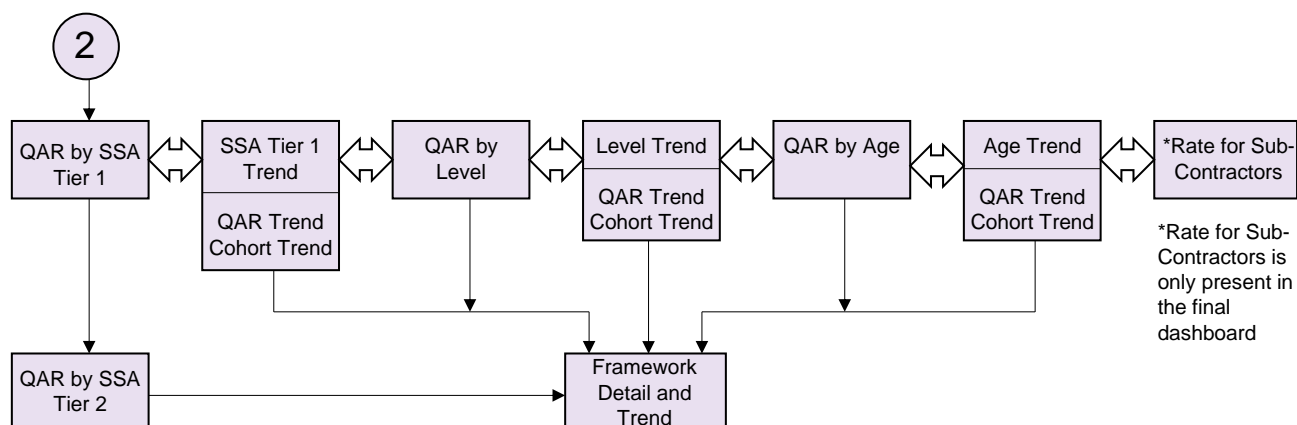 2
QAR by SSA
Tier 1
SSA Tier 1
Trend
QAR Trend
Cohort Trend
QAR by
Level
Level Trend
QAR Trend
Cohort Trend
QAR by Age
Age Trend
QAR Trend
Cohort Trend
*Rate for Sub-
Contractors
*Rate for Sub-
Contractors is
only present in
the final
dashboard
QAR by SSA
Tier 2
Framework
Detail and
Trend